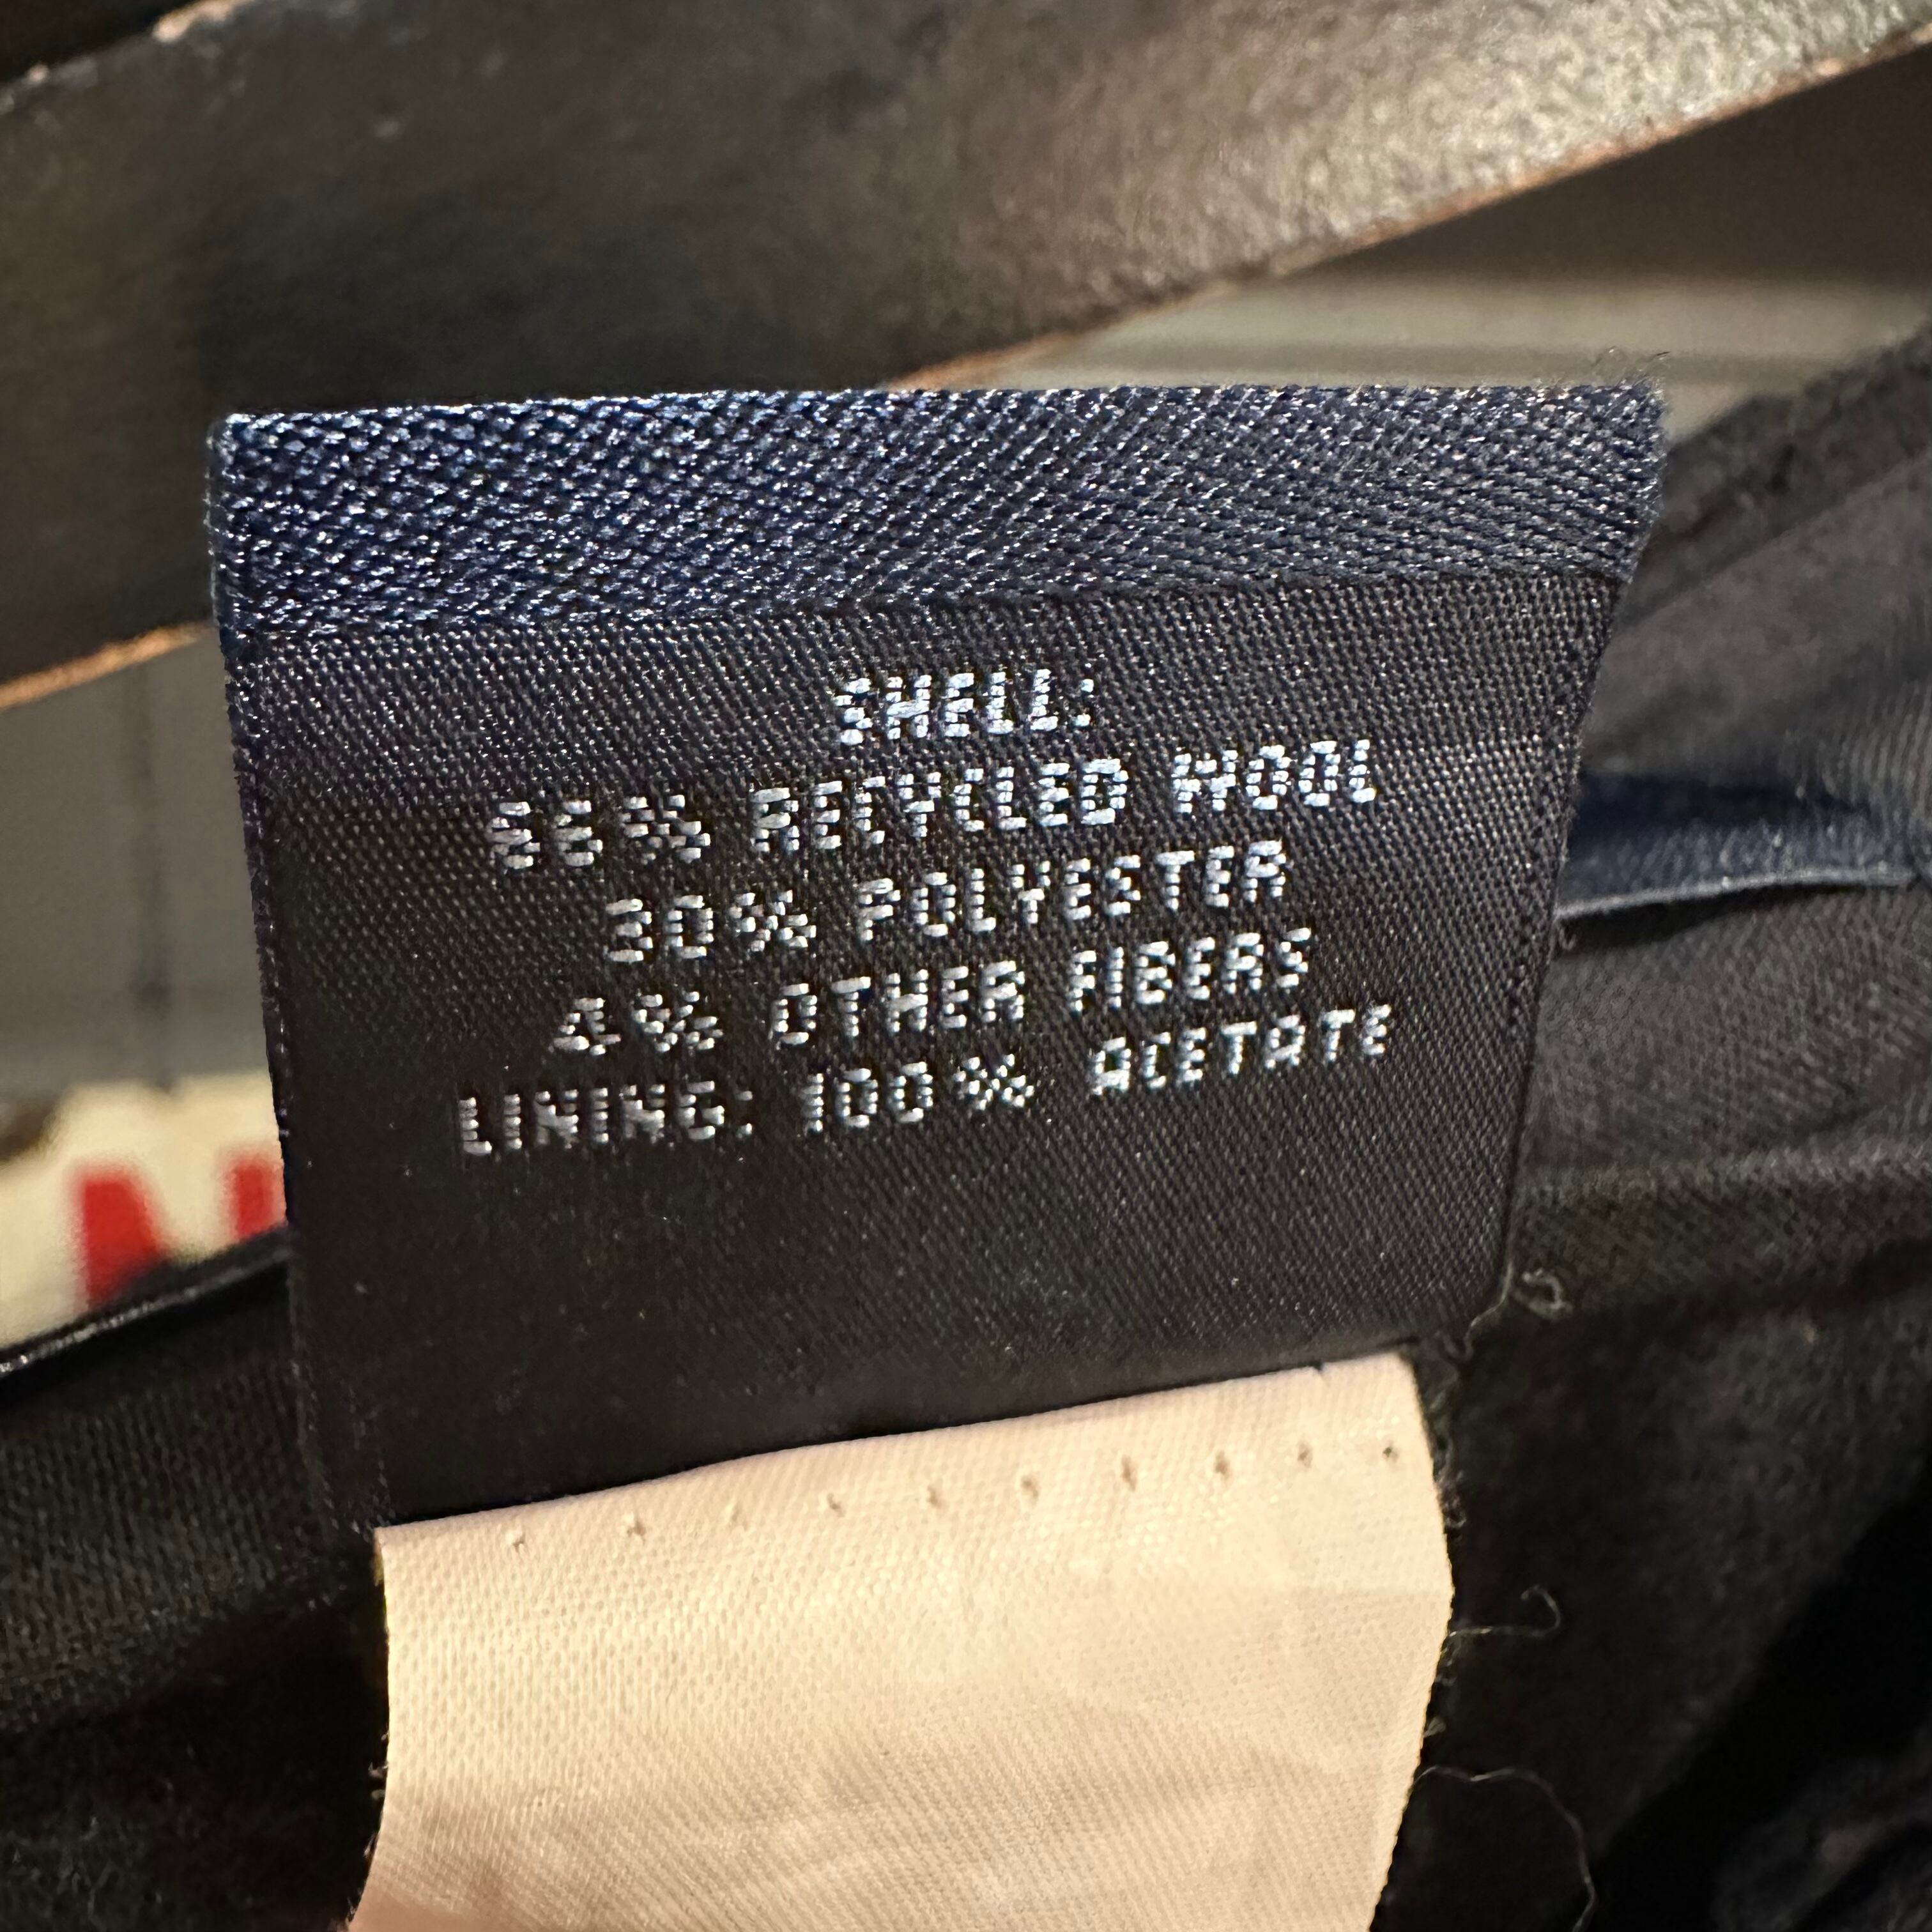 SHELL:
66% RECYCLED WOOL
30% POLYESTER
4% OTHER FIBERS
LINING: 100% ACETATE
N